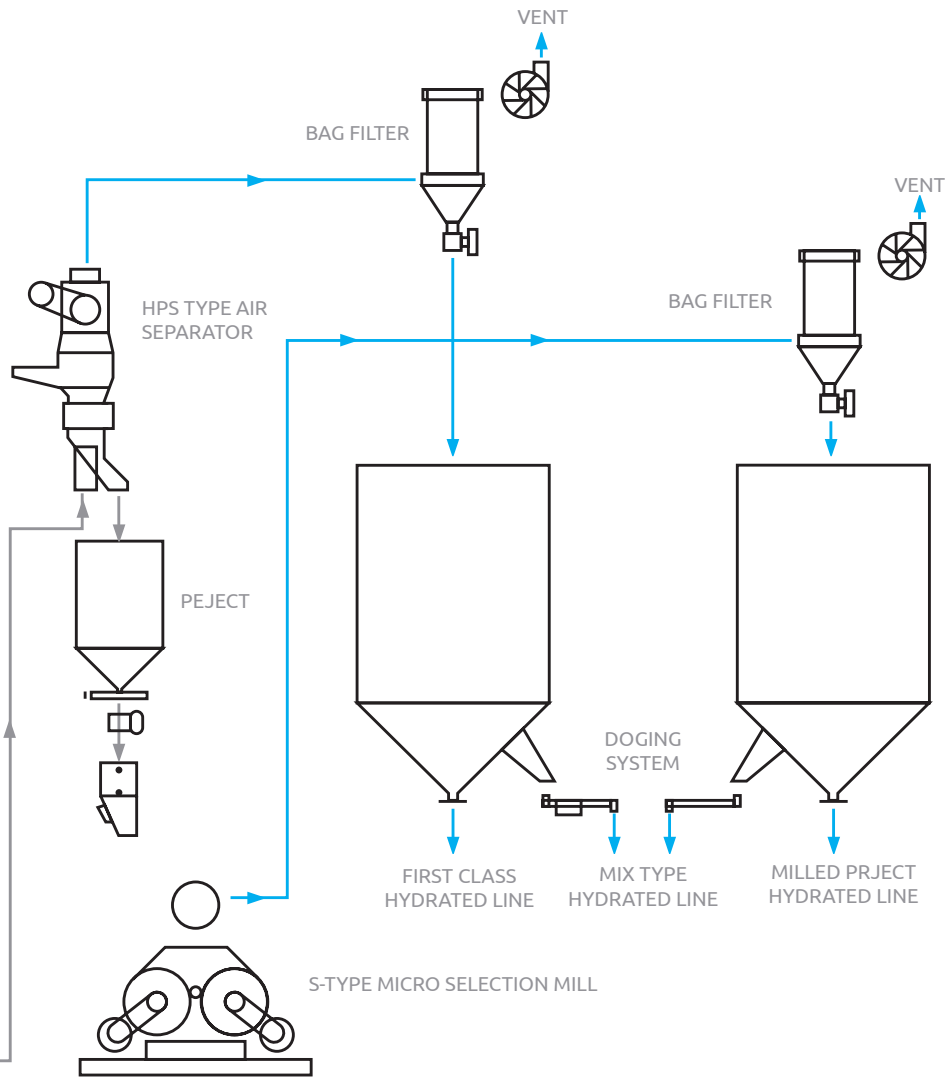 VENT
BAG FILTER
VENT
HPS TYPE AIR
SEPARATOR
BAG FILTER
PEJECT
DOGING
SYSTEM
FIRST CLASS
HYDRATED LINE
MIX TYPE
HYDRATED LINE
MILLED PRJECT
HYDRATED LINE
S-TYPE MICRO SELECTION MILL